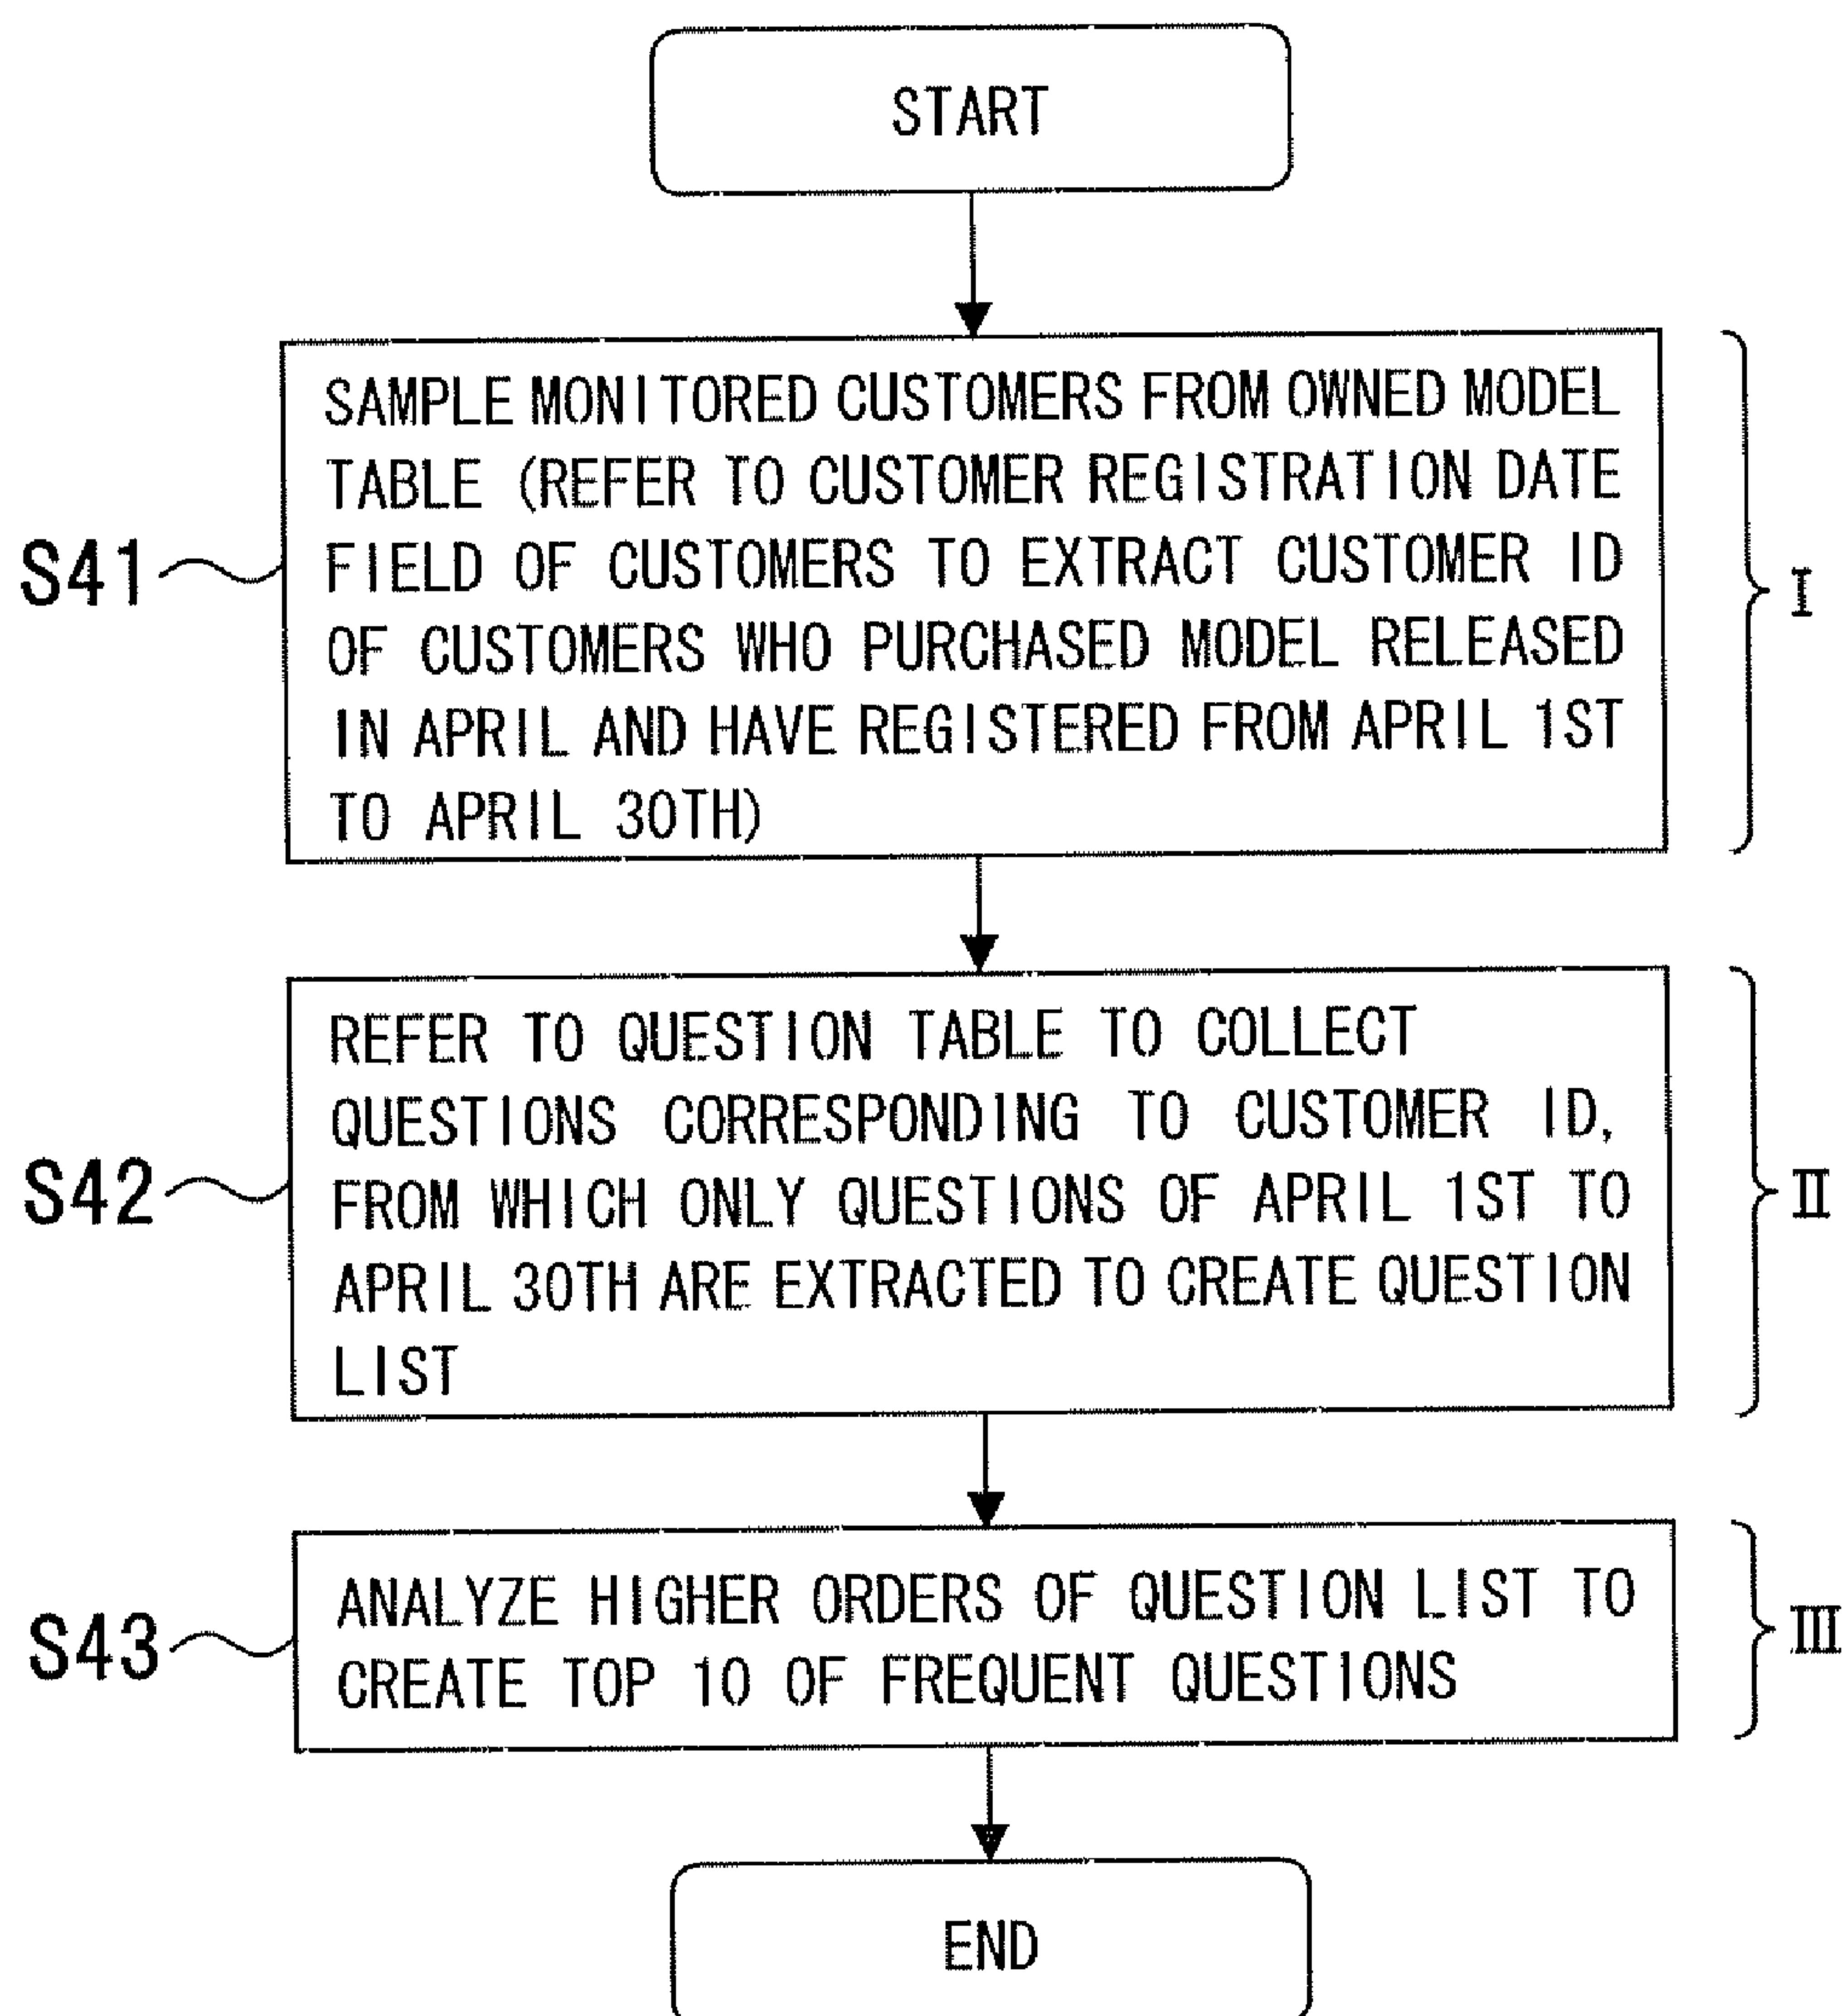 START
SAMPLE MONITORED CUSTOMERS FROM OWNED MODEL
TABLE (REFER TO CUSTOMER REGISTRATION DATE
FIELD OF CUSTOMERS TO EXTRACT CUSTOMER ID
OF CUSTOMERS WHO PURCHASED MODEL RELEASED
IN APRIL AND HAVE REGISTERED FROM APRIL 1ST
TO APRIL 30TH)
S41
I
REFER TO QUESTION TABLE TO COLLECT
QUESTIONS CORRESPONDING TO CUSTOMER ID,
FROM WHICH ONLY QUESTIONS OF APRIL 1ST TO
APRIL 30TH ARE EXTRACTED TO CREATE QUESTION
LIST
S42
II
ANALYZE HIGHER ORDERS OF QUESTION LIST TO
CREATE TOP 10 OF FREQUENT QUESTIONS
S43
III
END